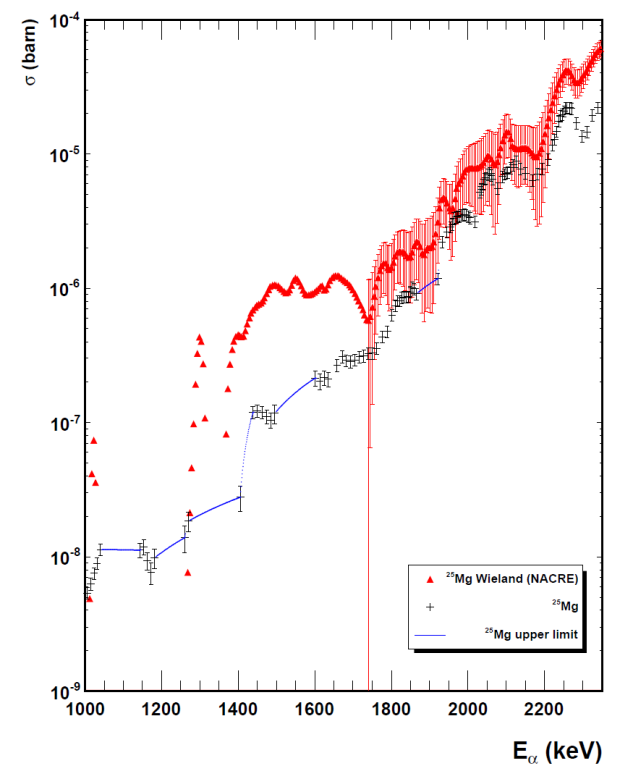 σ (barn)
10⁻⁴
10⁻⁵
10⁻⁶
10⁻⁷
10⁻⁸
10⁻⁹
²⁵Mg Wieland (NACRE)
²⁵Mg
²⁵Mg upper limit
1000 1200 1400 1600 1800 2000 2200
E_α (keV)